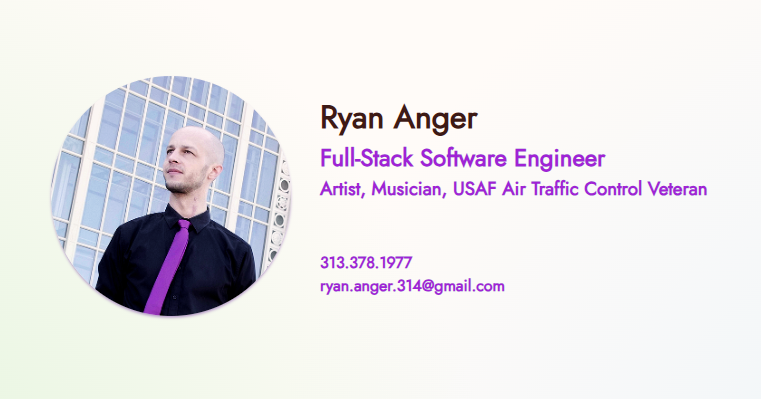 Ryan Anger
Full-Stack Software Engineer
Artist, Musician, USAF Air Traffic Control Veteran
313.378.1977
ryan.anger.314@gmail.com